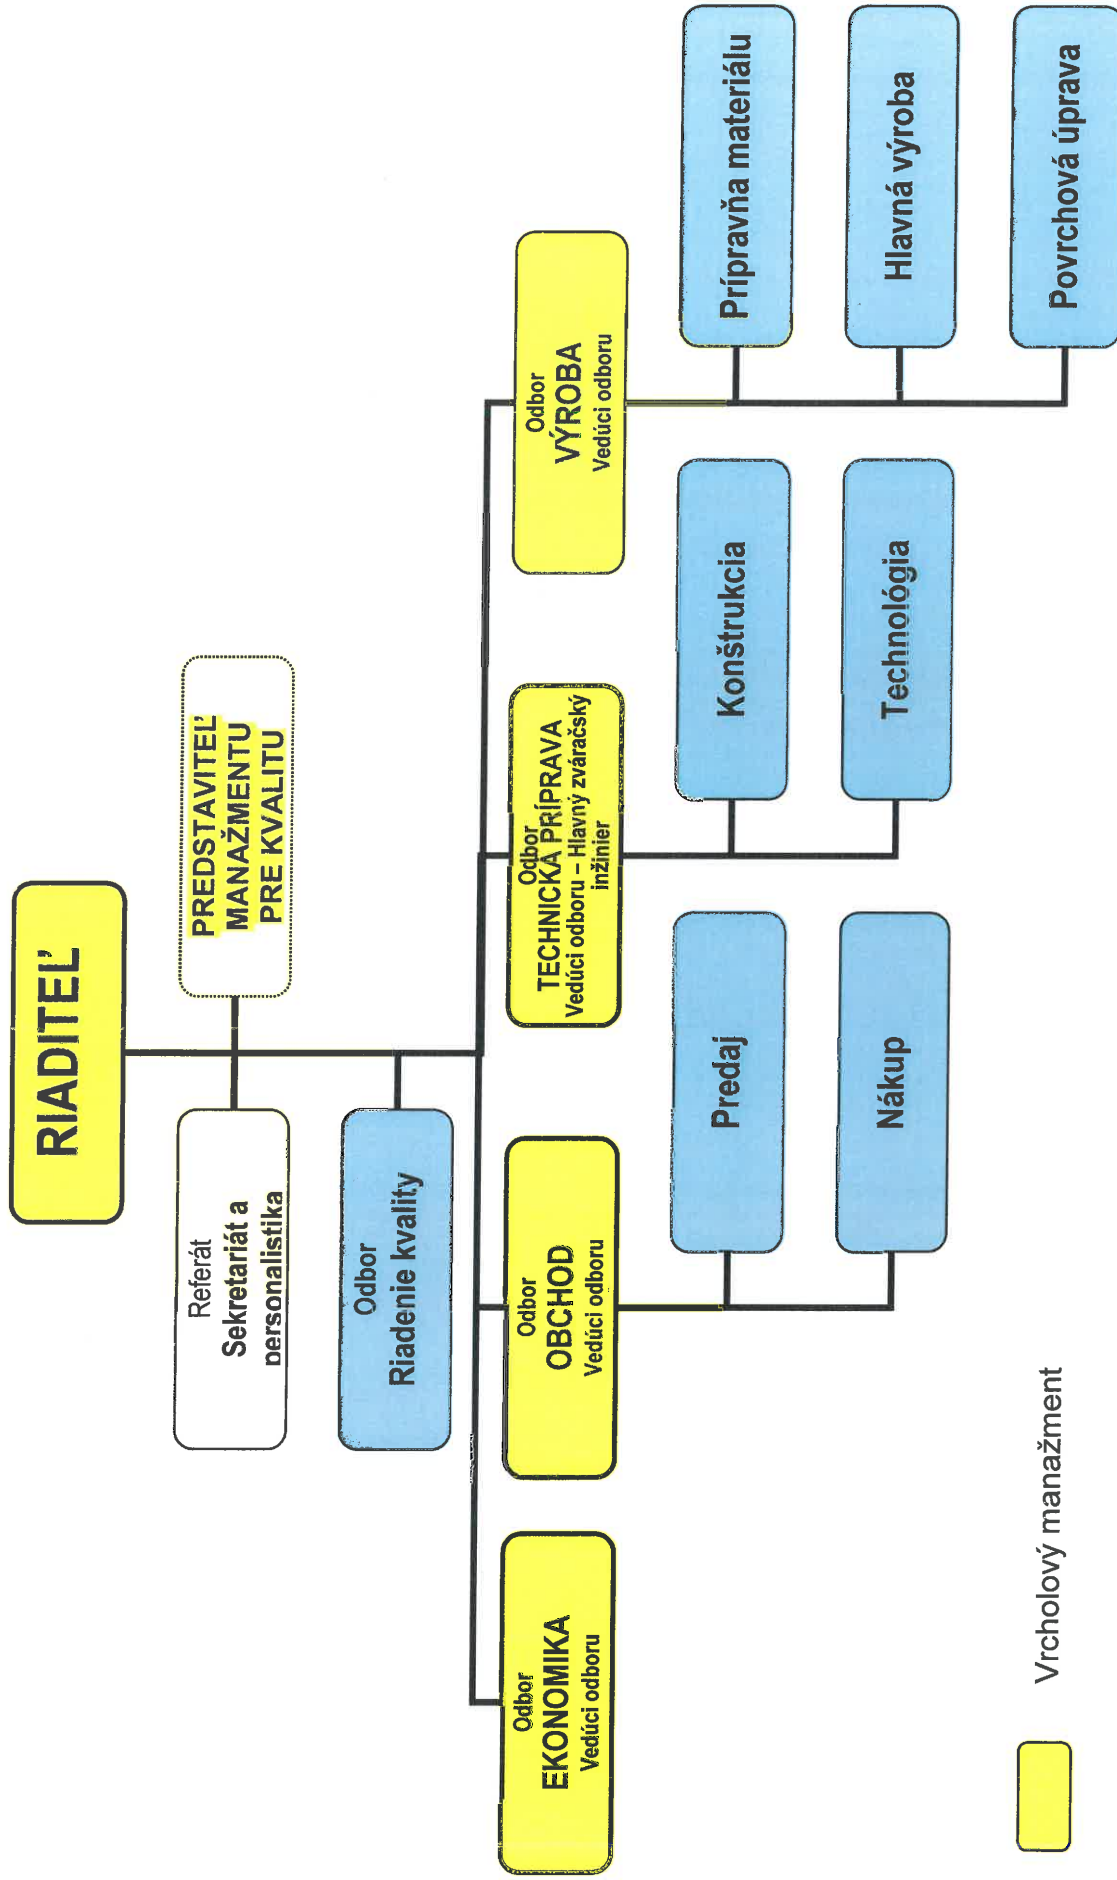 RIADITEĽ
Referát
Sekretariát a
personalistika
PREDSTAVITEĽ
MANAŽMENTU
PRE KVALITU
Odbor
Riadenie kvality
Odbor
EKONOMIKA
Vedúci odboru
Odbor
OBCHOD
Vedúci odboru
Odbor
TECHNICKÁ PRÍPRAVA
Vedúci odboru – Hlavný zváračský
inžinier
Odbor
VÝROBA
Vedúci odboru
Predaj
Nákup
Konštrukcia
Technológia
Prípravňa materiálu
Hlavná výroba
Povrchová úprava
Vrcholový manažment